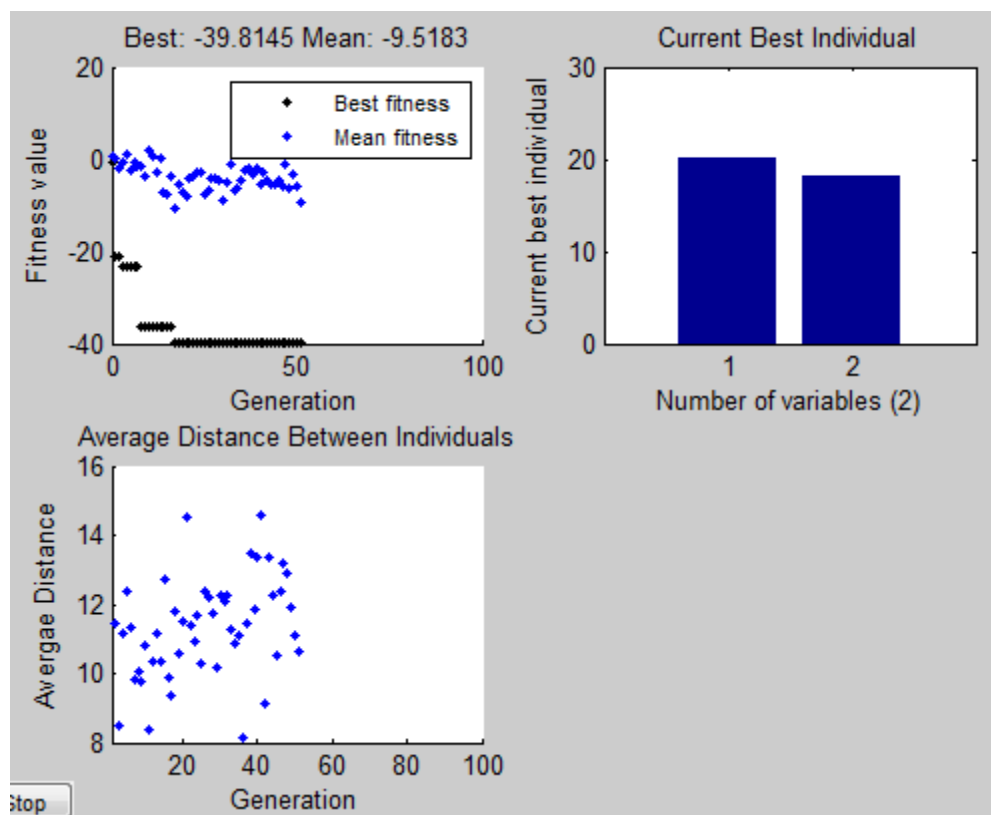 Best: -39.8145 Mean: -9.5183
20
0
-20
-40
Fitness value
Best fitness
Mean fitness
0
50
100
Generation
Current Best Individual
30
20
10
0
Current best individual
1
2
Number of variables (2)
Average Distance Between Individuals
16
14
12
10
8
Avergae Distance
20
40
60
80
100
Generation
Stop